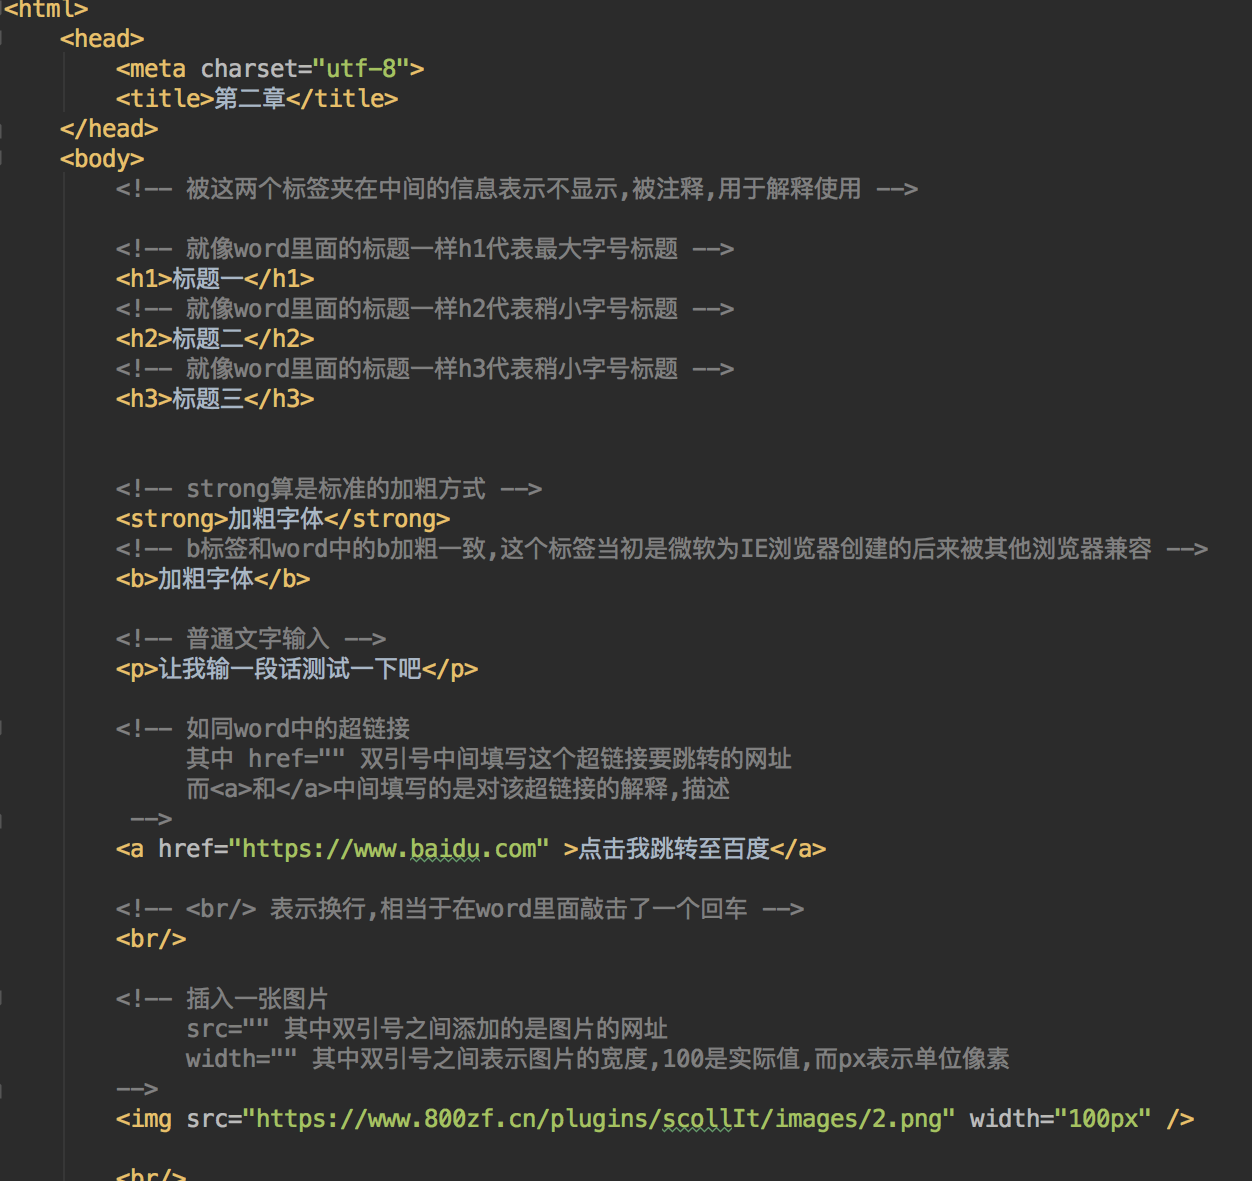 <html>
<head>
<meta charset="utf-8">
<title>第二章</title>
</head>
<body>
<!-- 被这两个标签夹在中间的信息表示不显示,被注释,用于解释使用 -->
<!-- 就像word里面的标题一样h1代表最大字号标题 -->
<h1>标题一</h1>
<!-- 就像word里面的标题一样h2代表稍小字号标题 -->
<h2>标题二</h2>
<!-- 就像word里面的标题一样h3代表稍小字号标题 -->
<h3>标题三</h3>
<!-- strong算是标准的加粗方式 -->
<strong>加粗字体</strong>
<!-- b标签和word中的b加粗一致,这个标签当初是微软为IE浏览器创建的后来被其他浏览器兼容 -->
<b>加粗字体</b>
<!-- 普通文字输入 -->
<p>让我输一段话测试一下吧</p>
<!-- 如同word中的超链接
其中 href="" 双引号中间填写这个超链接要跳转的网址
而<a>和</a>中间填写的是对该超链接的解释,描述
-->
<a href="https://www.baidu.com" >点击我跳转至百度</a>
<!-- <br/> 表示换行,相当于在word里面敲击了一个回车 -->
<br/>
<!-- 插入一张图片
src="" 其中双引号之间添加的是图片的网址
width="" 其中双引号之间表示图片的宽度,100是实际值,而px表示单位像素
-->
<img src="https://www.800zf.cn/plugins/scollIt/images/2.png" width="100px" />
<br/>